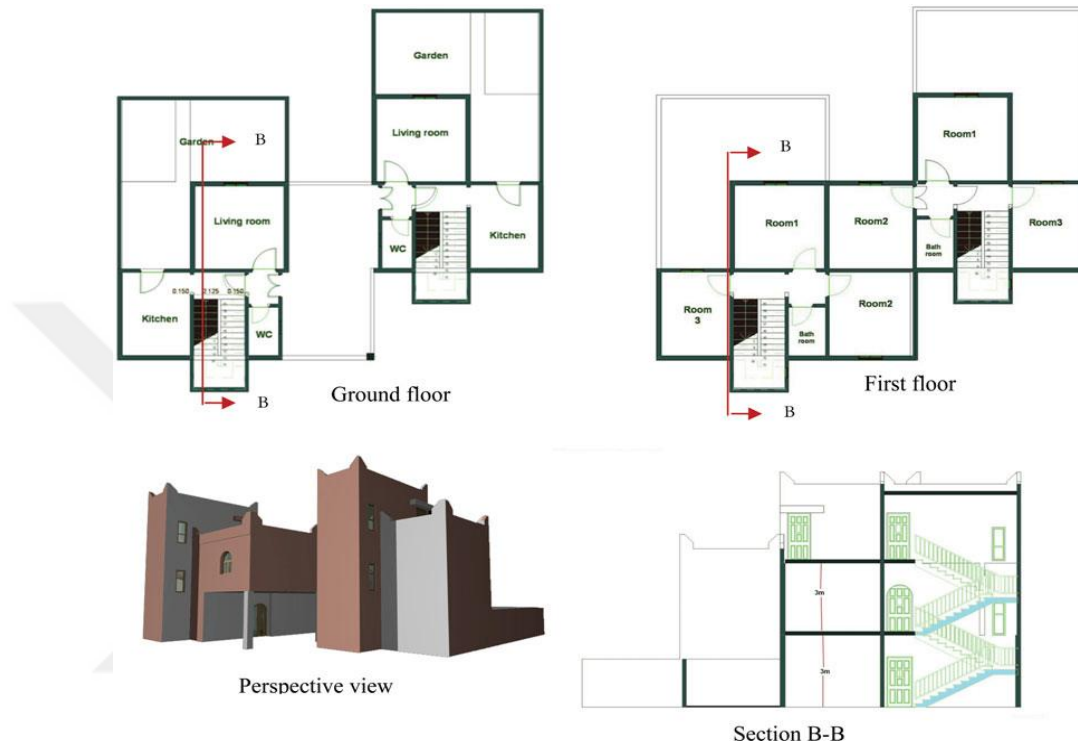 Garden
Garden
B
Living room
Living room
WC
Kitchen
0.150 0.125 0.150
Kitchen
WC
B
Ground floor
B
Room1
Room1
Room2
Bath
room
Room3
Room
3
Bath
room
Room2
B
First floor
Perspective view
3m
3m
Section B-B